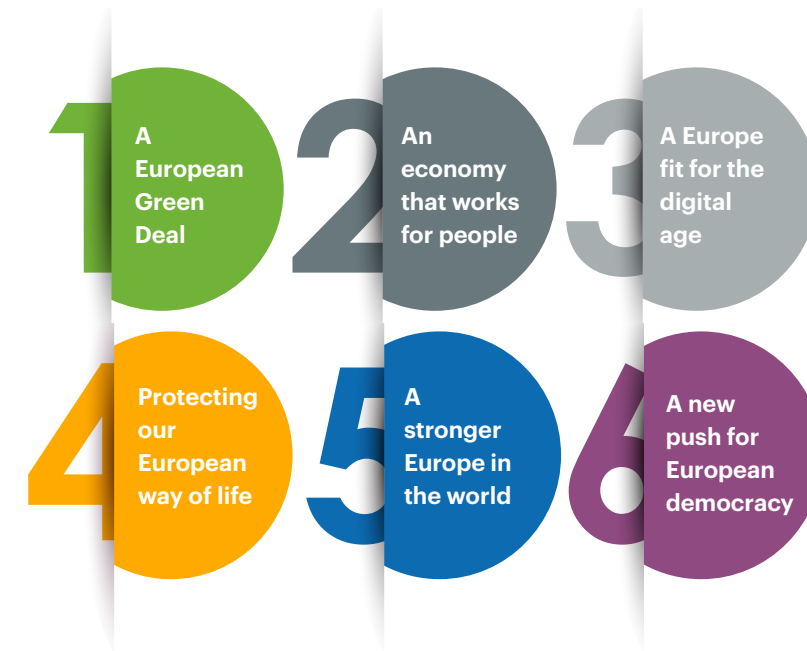 1
A
European
Green
Deal
2
An
economy
that works
for people
3
A Europe
fit for the
digital
age
4
Protecting
our
European
way of life
5
A
stronger
Europe in
the world
6
A new
push for
European
democracy